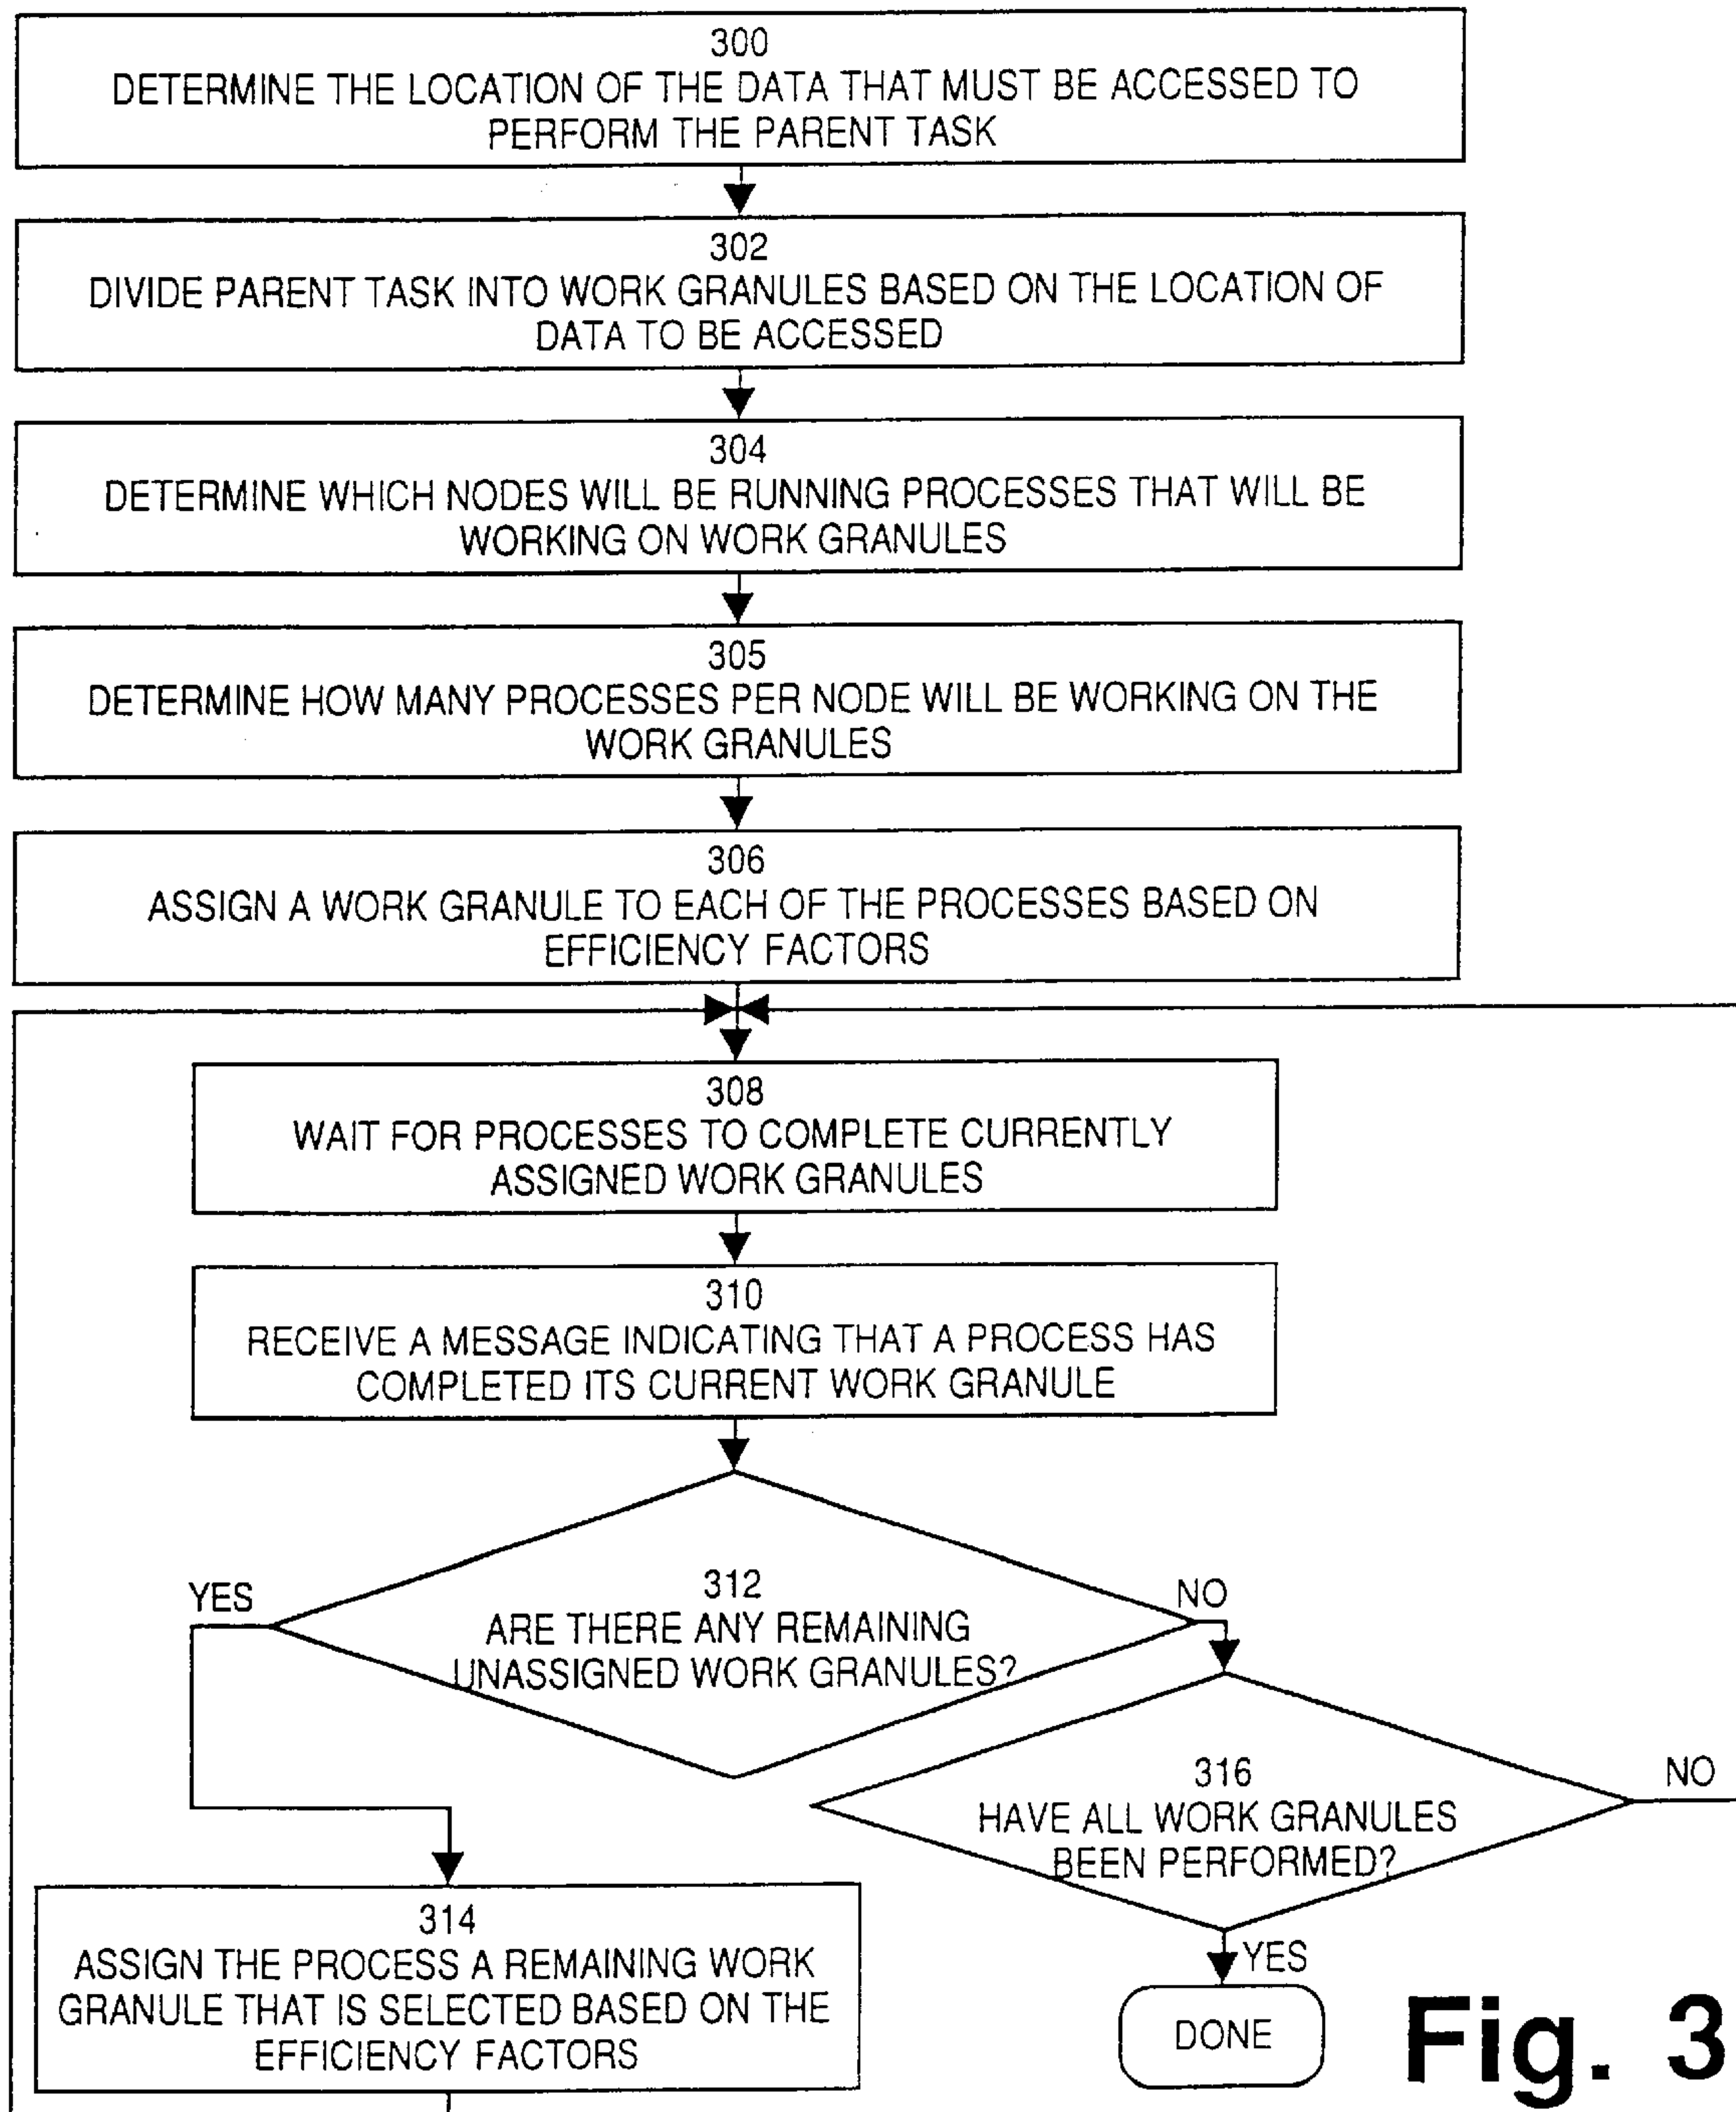 300
DETERMINE THE LOCATION OF THE DATA THAT MUST BE ACCESSED TO
PERFORM THE PARENT TASK
302
DIVIDE PARENT TASK INTO WORK GRANULES BASED ON THE LOCATION OF
DATA TO BE ACCESSED
304
DETERMINE WHICH NODES WILL BE RUNNING PROCESSES THAT WILL BE
WORKING ON WORK GRANULES
305
DETERMINE HOW MANY PROCESSES PER NODE WILL BE WORKING ON THE
WORK GRANULES
306
ASSIGN A WORK GRANULE TO EACH OF THE PROCESSES BASED ON
EFFICIENCY FACTORS
308
WAIT FOR PROCESSES TO COMPLETE CURRENTLY
ASSIGNED WORK GRANULES
310
RECEIVE A MESSAGE INDICATING THAT A PROCESS HAS
COMPLETED ITS CURRENT WORK GRANULE
YES
312
ARE THERE ANY REMAINING
UNASSIGNED WORK GRANULES?
NO
316
HAVE ALL WORK GRANULES
BEEN PERFORMED?
NO
314
ASSIGN THE PROCESS A REMAINING WORK
GRANULE THAT IS SELECTED BASED ON THE
EFFICIENCY FACTORS
YES
DONE
Fig. 3